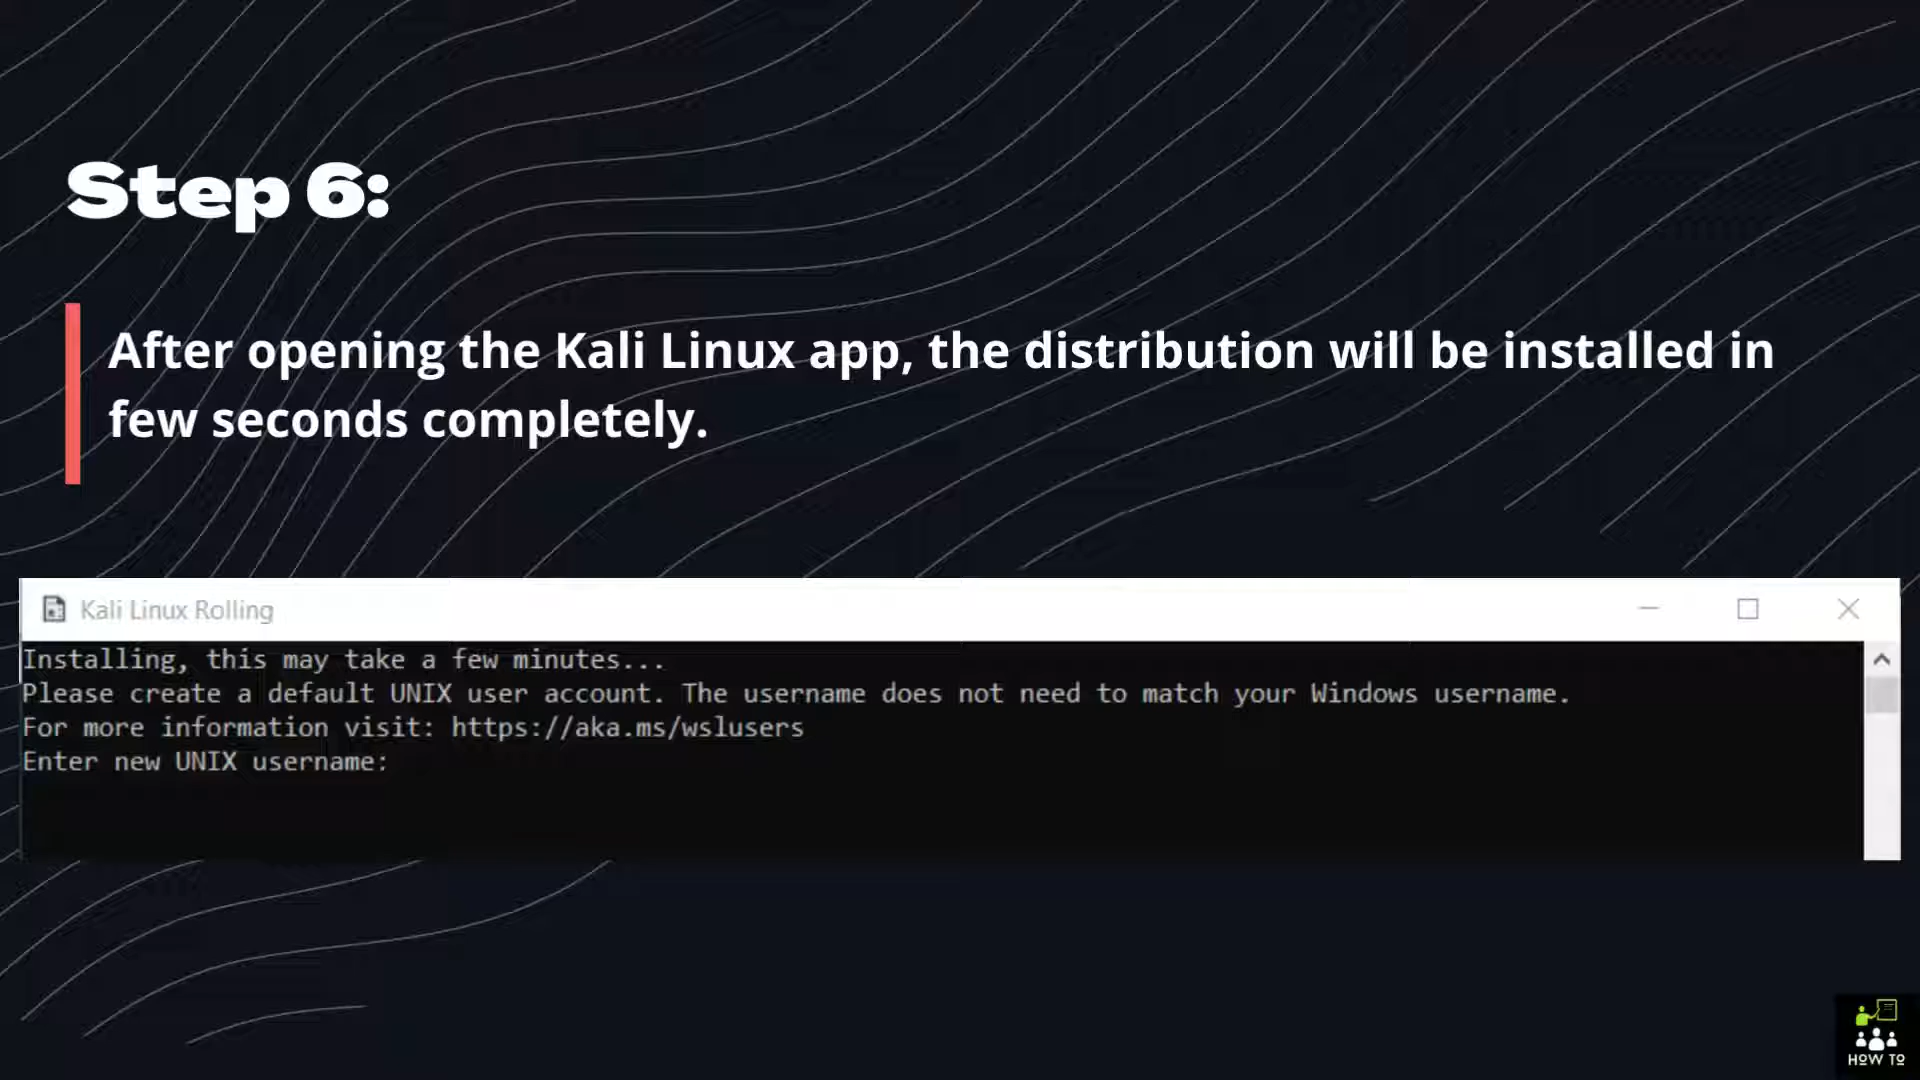 Step 6:
After opening the Kali Linux app, the distribution will be installed in
few seconds completely.
Kali Linux Rolling
Installing, this may take a few minutes...
Please create a default UNIX user account. The username does not need to match your Windows username.
For more information visit: https://aka.ms/wslusers
Enter new UNIX username:
HOW TO